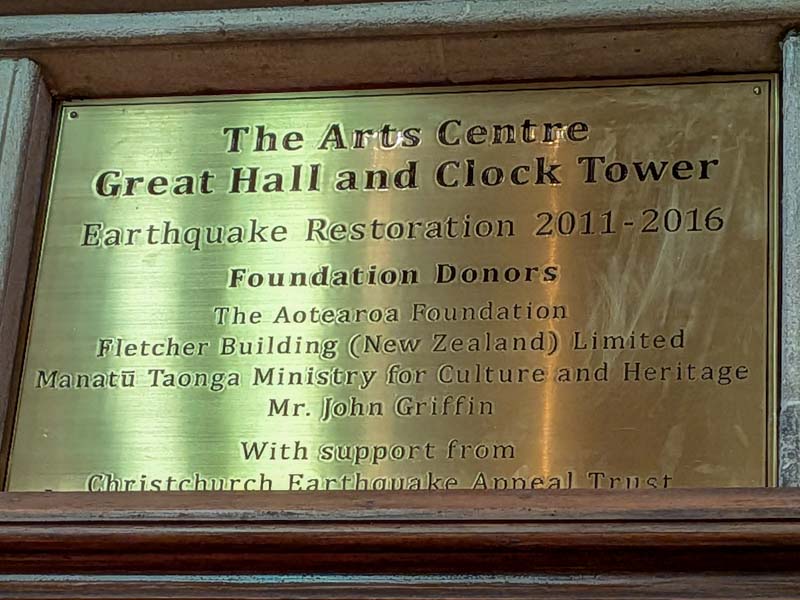 The Arts Centre
Great Hall and Clock Tower
Earthquake Restoration 2011-2016
Foundation Donors
The Aotearoa Foundation
Fletcher Building (New Zealand) Limited
Manatū Taonga Ministry for Culture and Heritage
Mr. John Griffin
With support from
Christchurch Earthquake Appeal Trust